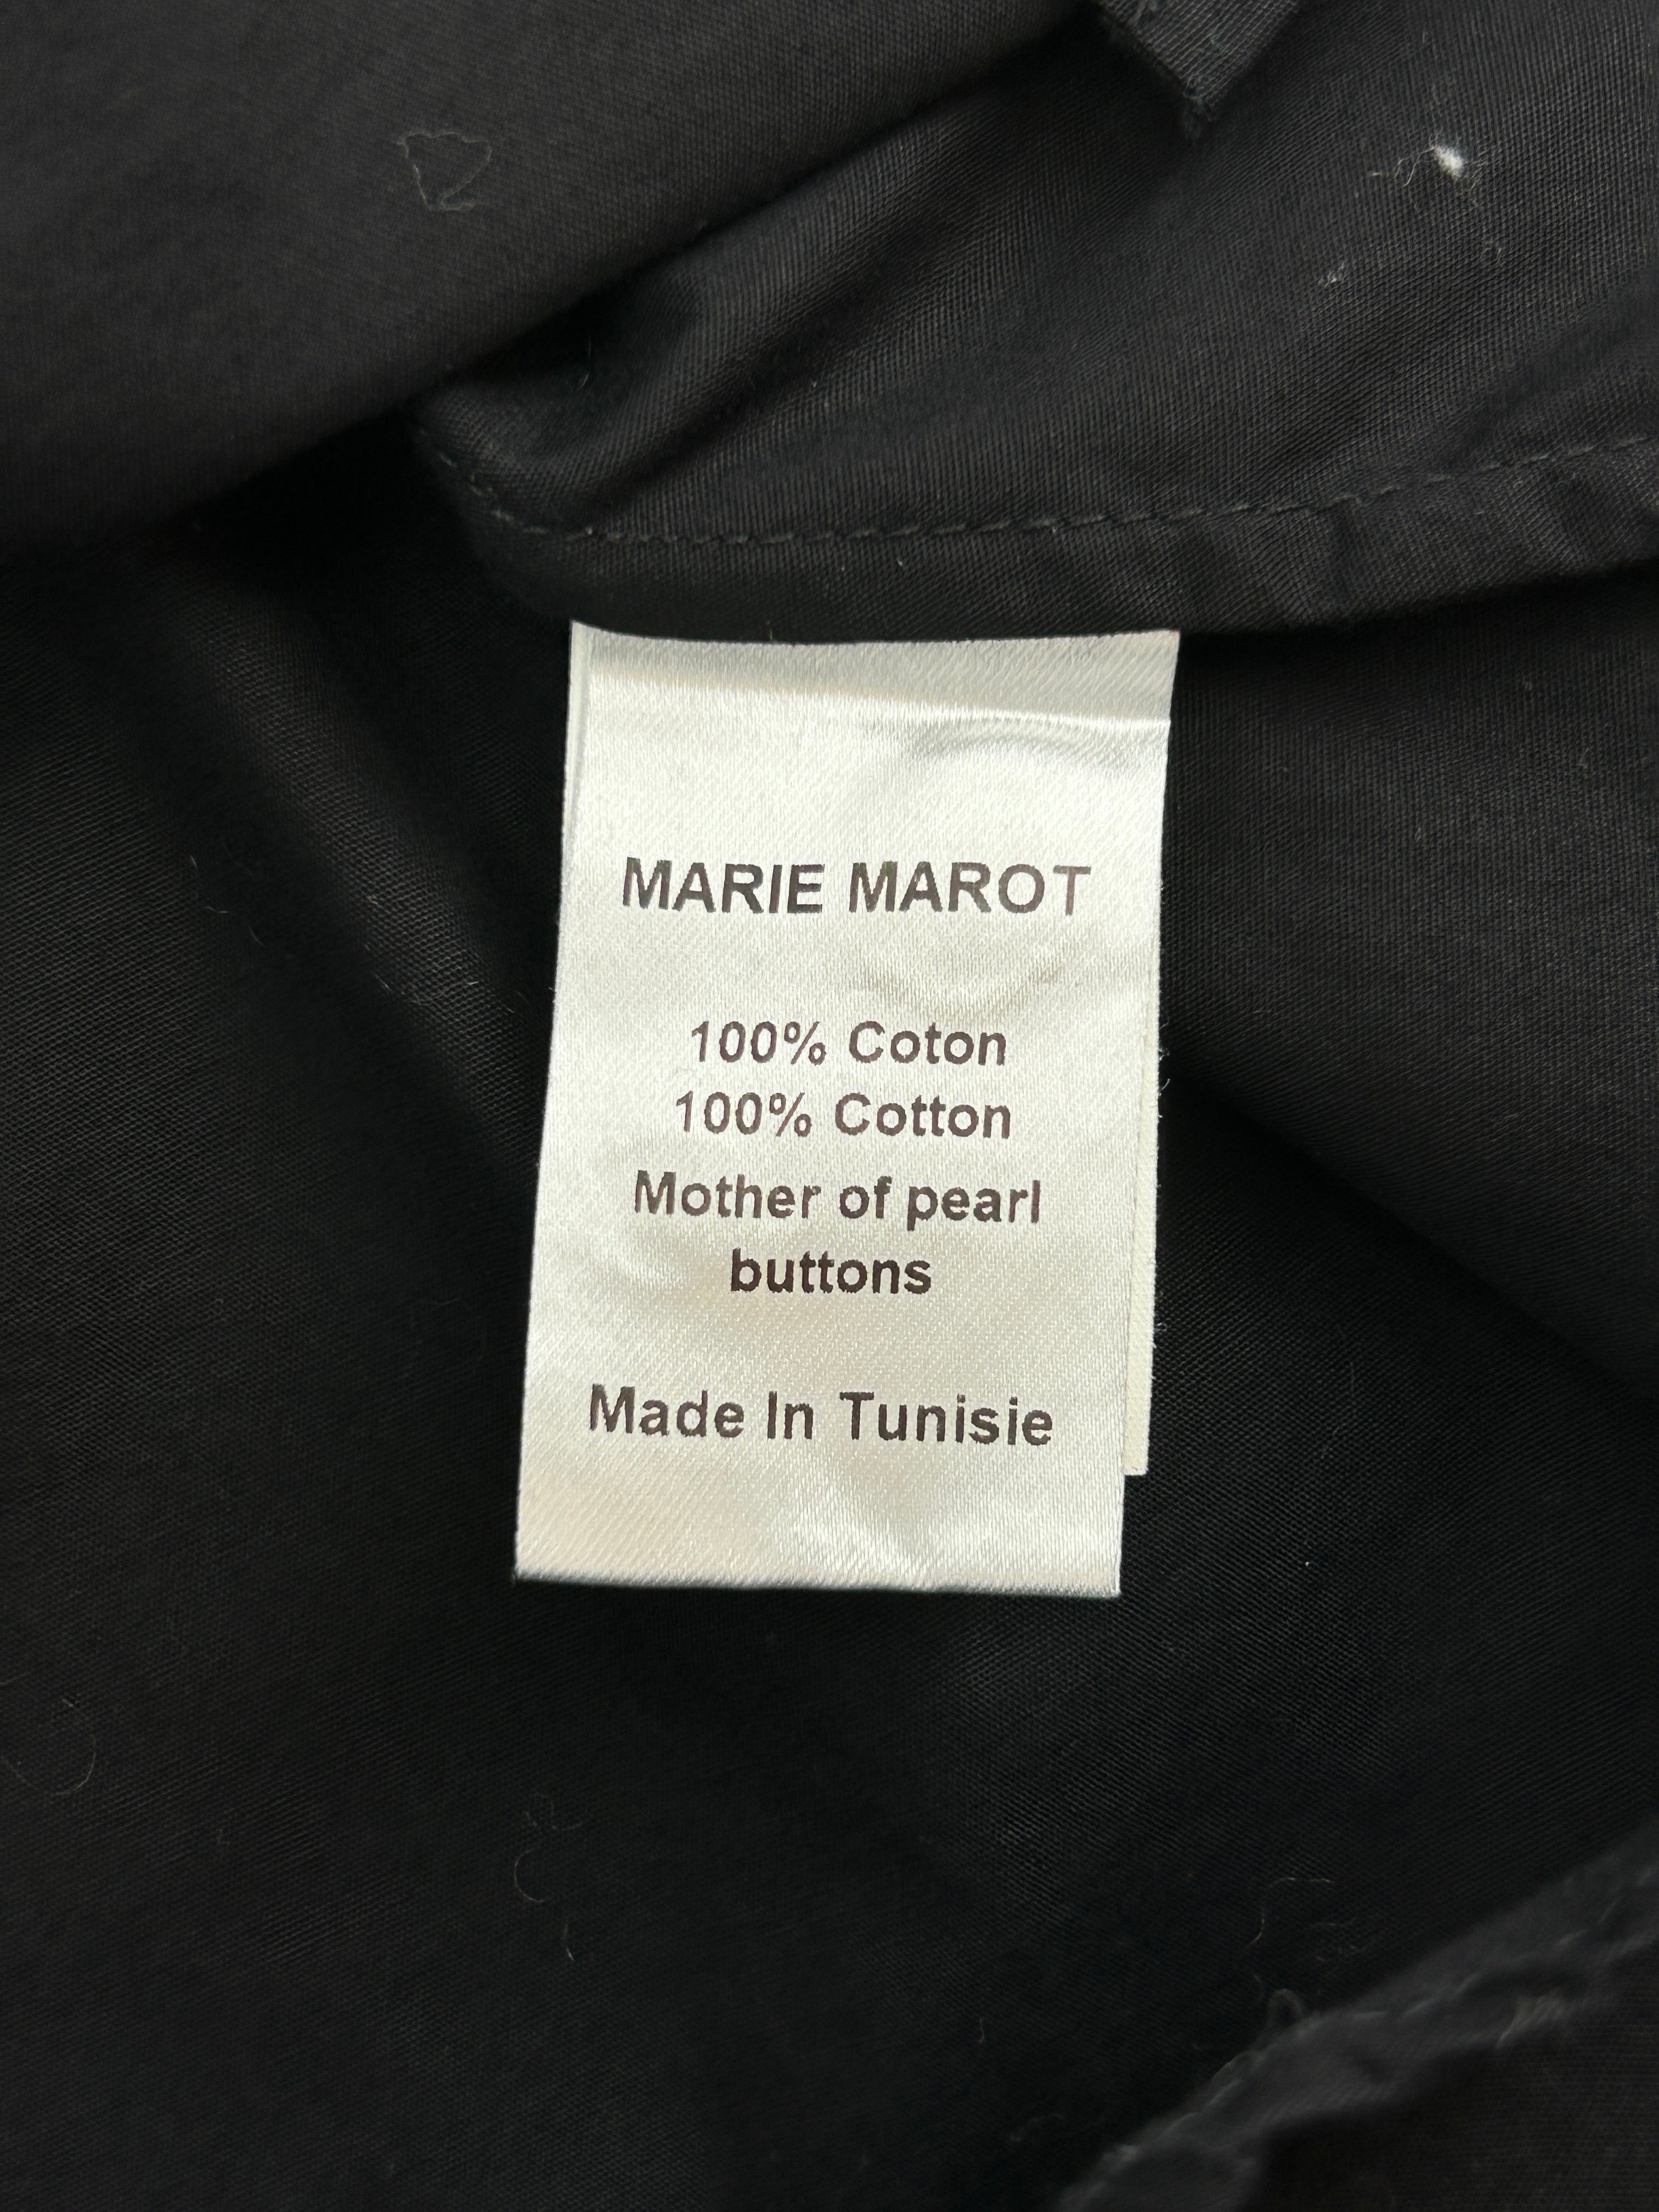 MARIE MAROT
100% Coton
100% Cotton
Mother of pearl
buttons
Made In Tunisie